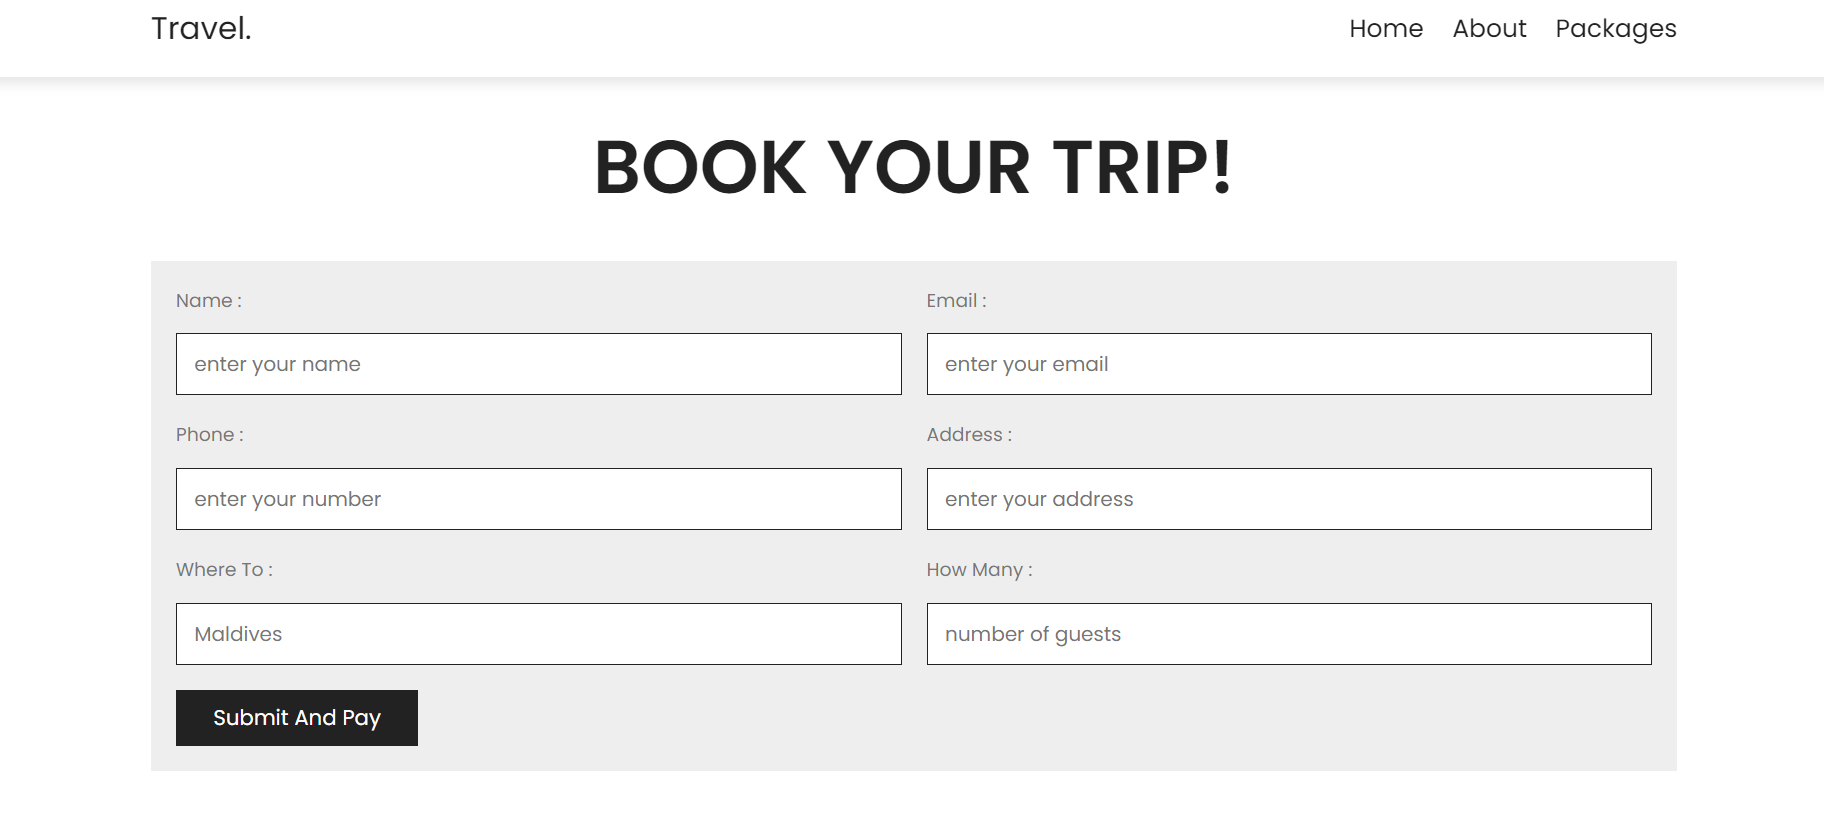 Travel.
Home About Packages
BOOK YOUR TRIP!
Name : Email :
enter your name enter your email
Phone : Address :
enter your number enter your address
Where To : How Many :
Maldives number of guests
Submit And Pay